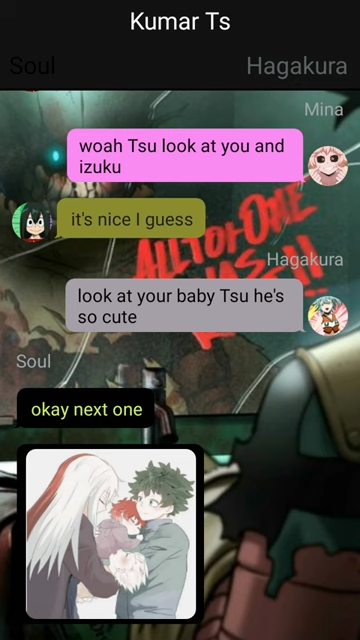 Kumar Ts
Soul
Hagakura
Mina
woah Tsu look at you and
izuku
it's nice I guess
ALL FOR ONE
Hagakura
look at your baby Tsu he's
so cute
Soul
okay next one